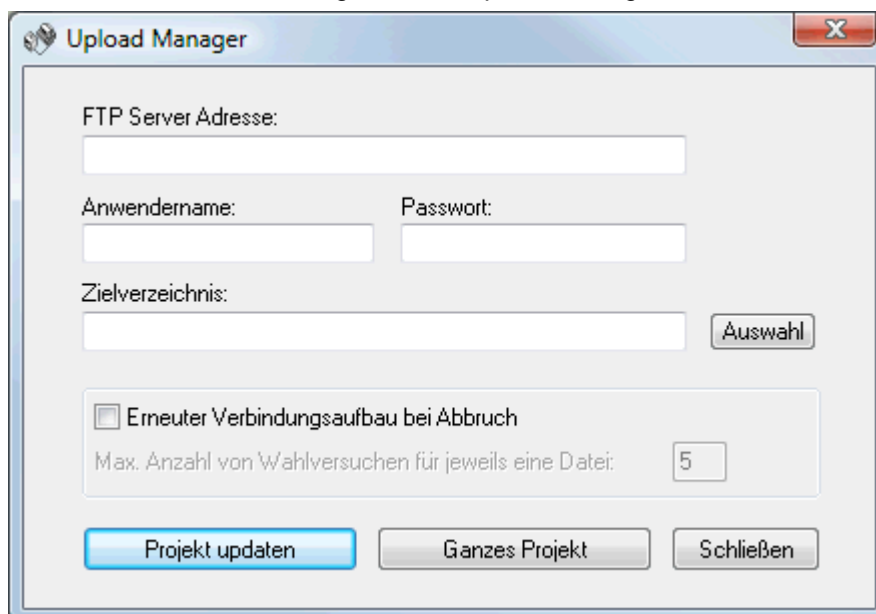 Upload Manager
FTP Server Adresse:
Anwendername: Passwort:
Zielverzeichnis:
Auswahl
Erneuter Verbindungsaufbau bei Abbruch
Max. Anzahl von Wahlversuchen für jeweils eine Datei: 5
Projekt updaten Ganzes Projekt Schließen